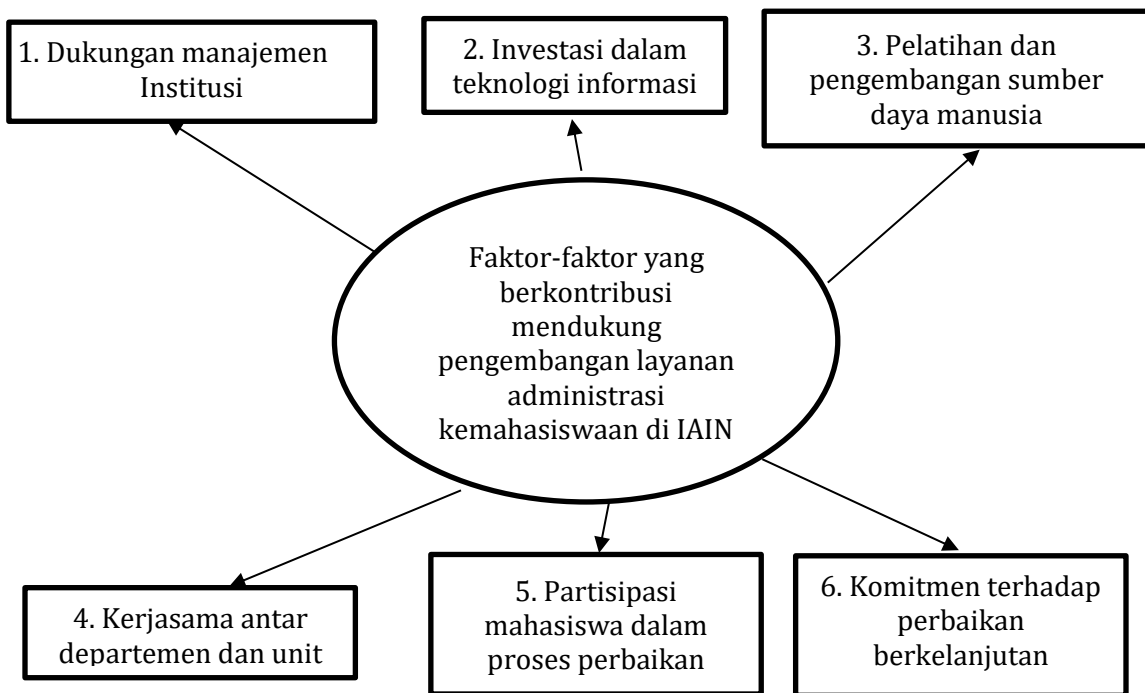 1. Dukungan manajemen
Institusi
2. Investasi dalam
teknologi informasi
3. Pelatihan dan
pengembangan sumber
daya manusia
Faktor-faktor yang
berkontribusi
mendukung
pengembangan layanan
administrasi
kemahasiswaan di IAIN
4. Kerjasama antar
departemen dan unit
5. Partisipasi
mahasiswa dalam
proses perbaikan
6. Komitmen terhadap
perbaikan
berkelanjutan